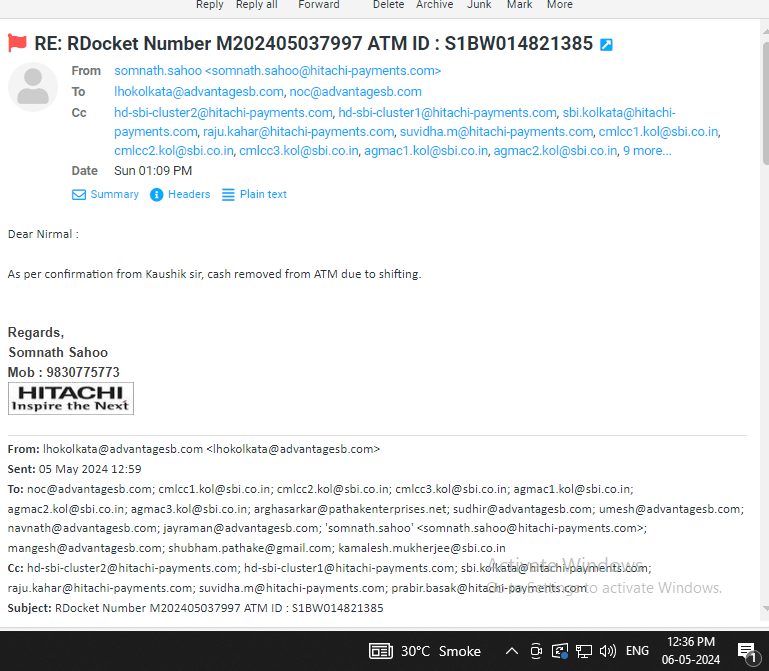 Reply Reply all Forward Delete Archive Junk Mark More
RE: RDocket Number M202405037997 ATM ID : S1BW014821385
From somnath.sahoo <somnath.sahoo@hitachi-payments.com>
To lhokolkata@advantagesb.com, noc@advantagesb.com
Cc hd-sbi-cluster2@hitachi-payments.com, hd-sbi-cluster1@hitachi-payments.com, sbi.kolkata@hitachi-
payments.com, raju.kahar@hitachi-payments.com, suvidha.m@hitachi-payments.com, cmlcc1.kol@sbi.co.in,
cmlcc2.kol@sbi.co.in, cmlcc3.kol@sbi.co.in, agmac1.kol@sbi.co.in, agmac2.kol@sbi.co.in, 9 more...
Date Sun 01:09 PM
Summary Headers Plain text
Dear Nirmal :
As per confirmation from Kaushik sir, cash removed from ATM due to shifting.
Regards,
Somnath Sahoo
Mob : 9830775773
HITACHI
Inspire the Next
From: lhokolkata@advantagesb.com <lhokolkata@advantagesb.com>
Sent: 05 May 2024 12:59
To: noc@advantagesb.com; cmlcc1.kol@sbi.co.in; cmlcc2.kol@sbi.co.in; cmlcc3.kol@sbi.co.in; agmac1.kol@sbi.co.in;
agmac2.kol@sbi.co.in; agmac3.kol@sbi.co.in; arghasarkar@pathakenterprises.net; sudhir@advantagesb.com; umesh@advantagesb.com;
navnath@advantagesb.com; jayraman@advantagesb.com; 'somnath.sahoo' <somnath.sahoo@hitachi-payments.com>;
mangesh@advantagesb.com; shubham.pathake@gmail.com; kamalesh.mukherjee@sbi.co.in
Activate Windows
Cc: hd-sbi-cluster2@hitachi-payments.com; hd-sbi-cluster1@hitachi-payments.com; sbi.kolkata@hitachi-payments.com;
raju.kahar@hitachi-payments.com; suvidha.m@hitachi-payments.com; prabir.basak@hitachi-payments.com
Go to Settings to activate Windows.
Subject: RDocket Number M202405037997 ATM ID : S1BW014821385
30°C Smoke ENG 12:36 PM
06-05-2024
1